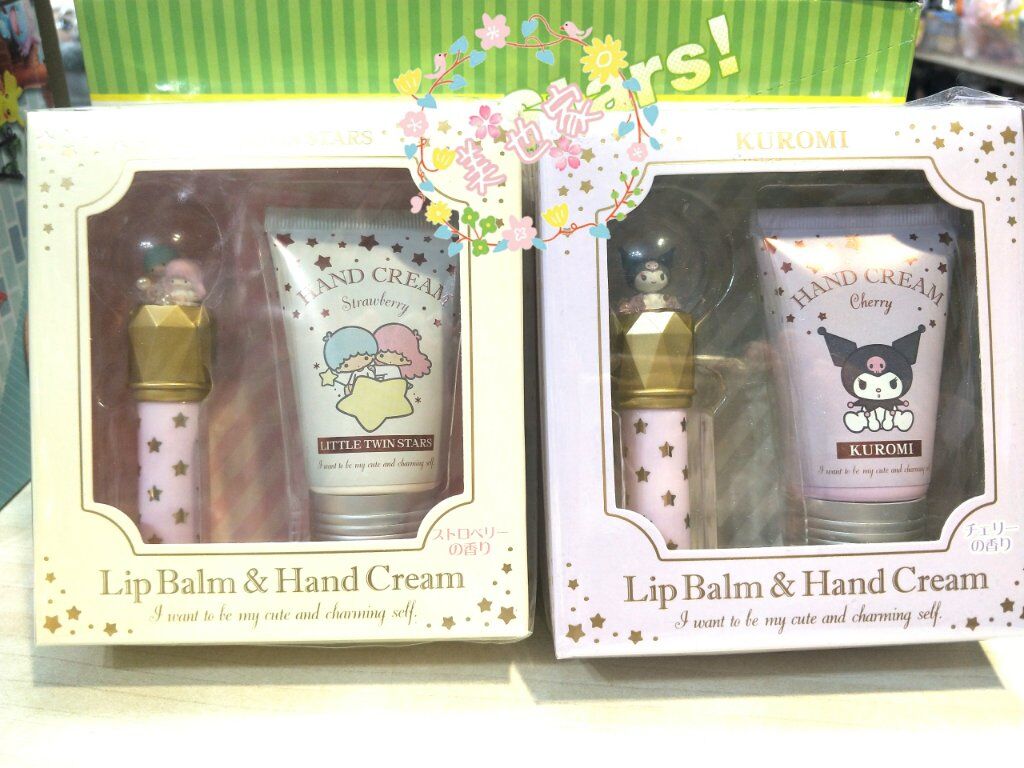 stars!
美也祿
STARS
HAND CREAM
Strawberry
LITTLE TWIN STARS
I want to be my cute and charming self.
ストロベリー
の香り
Lip Balm & Hand Cream
I want to be my cute and charming self.
KUROMI
HAND CREAM
Cherry
KUROMI
I want to be my cute and charming self.
チェリー
の香り
Lip Balm & Hand Cream
I want to be my cute and charming self.